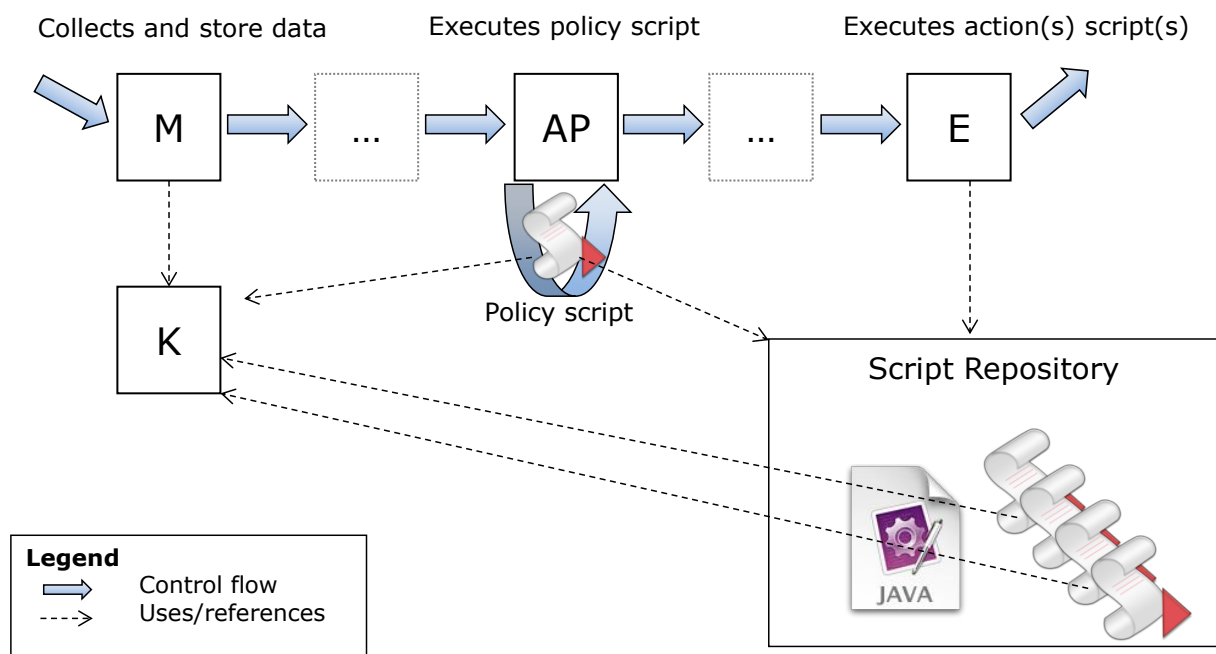 Collects and store data
Executes policy script
Executes action(s) script(s)
M
...
AP
...
E
Policy script
K
Script Repository
JAVA
Legend
Control flow
Uses/references